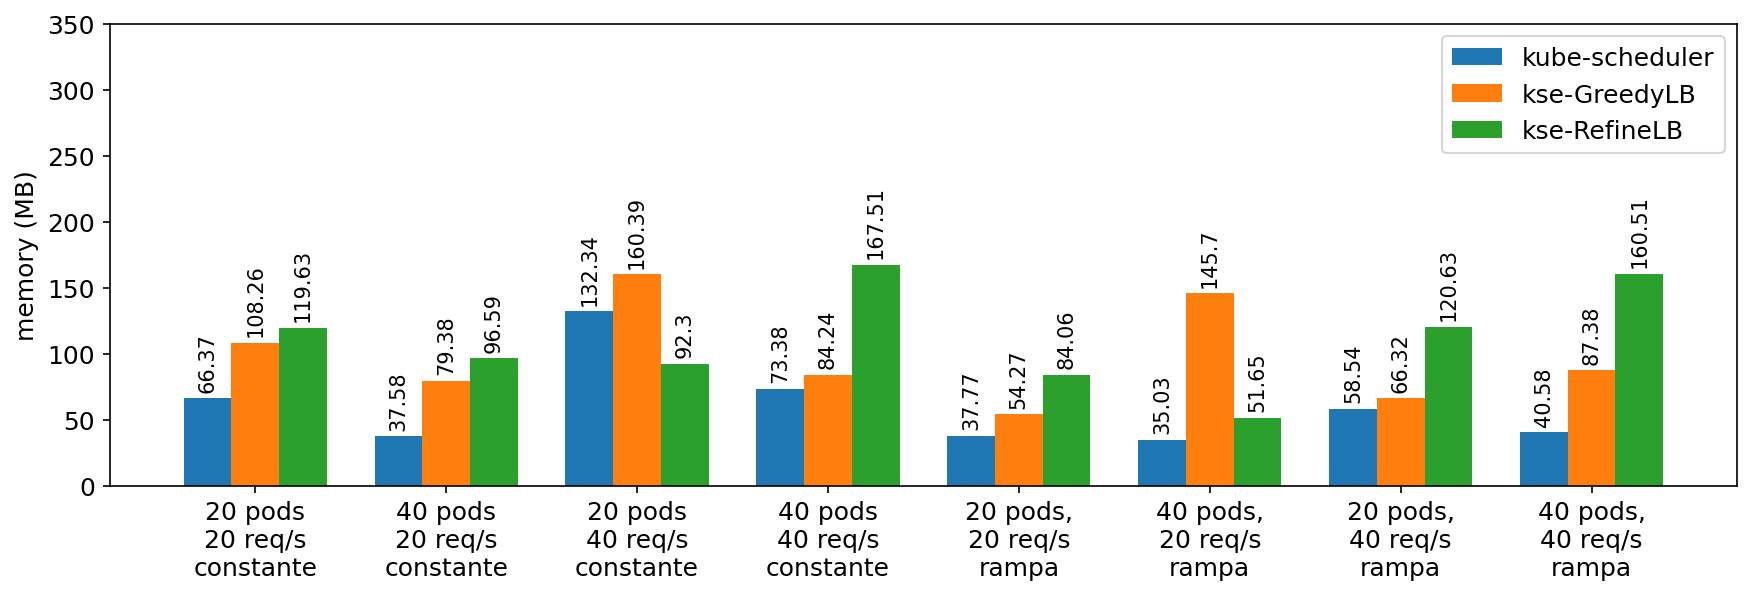 350
300
250
200
150
100
50
0
memory (MB)
kube-scheduler
kse-GreedyLB
kse-RefineLB
66.37
108.26
119.63
37.58
79.38
96.59
132.34
160.39
92.3
73.38
84.24
167.51
37.77
54.27
84.06
35.03
145.7
51.65
58.54
66.32
120.63
40.58
87.38
160.51
20 pods
20 req/s
constante
40 pods
20 req/s
constante
20 pods
40 req/s
constante
40 pods
40 req/s
constante
20 pods,
20 req/s
rampa
40 pods,
20 req/s
rampa
20 pods,
40 req/s
rampa
40 pods,
40 req/s
rampa